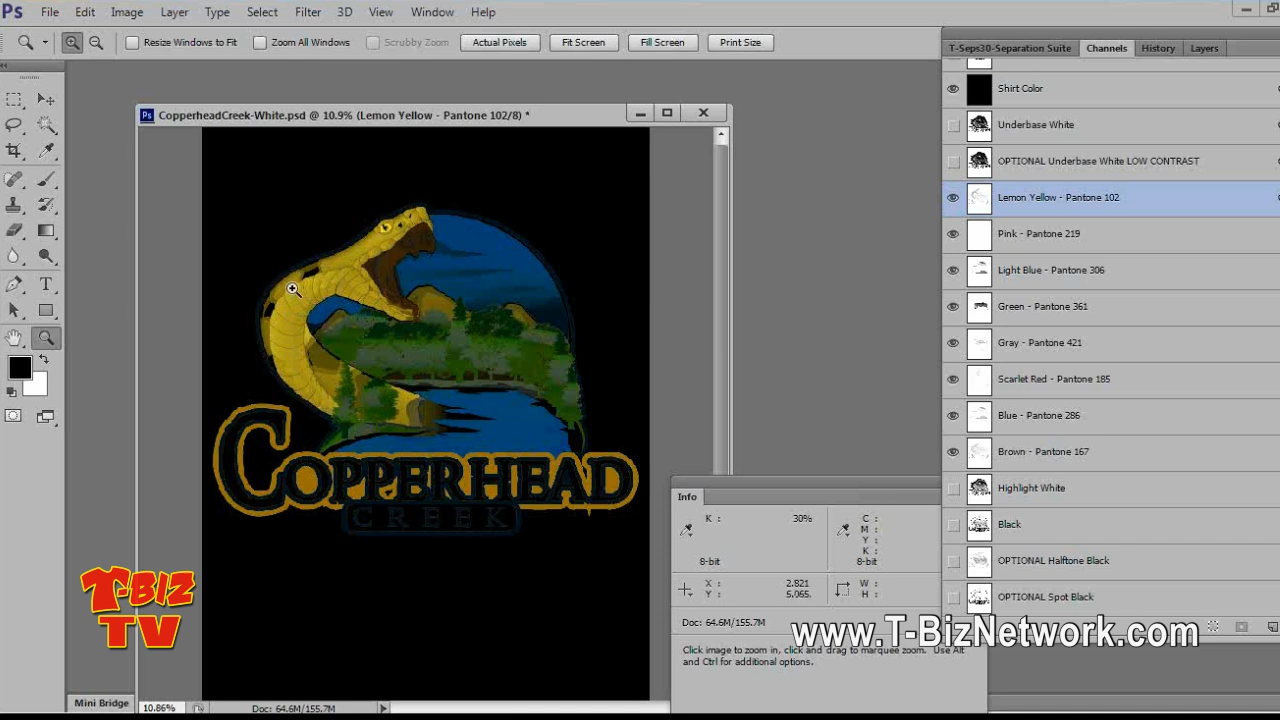 Ps File Edit Image Layer Type Select Filter 3D View Window Help
Resize Windows to Fit Zoom All Windows Scrubby Zoom Actual Pixels Fit Screen Fill Screen Print Size
T-Seps30-Separation Suite Channels History Layers
Shirt Color
Ps CopperheadCreek-White.psd @ 10.9% (Lemon Yellow - Pantone 102/8) *
Underbase White
OPTIONAL Underbase White LOW CONTRAST
Lemon Yellow - Pantone 102
Pink - Pantone 219
Light Blue - Pantone 306
Green - Pantone 361
Gray - Pantone 421
Scarlet Red - Pantone 185
Blue - Pantone 286
Brown - Pantone 167
Highlight White
Black
OPTIONAL Halftone Black
OPTIONAL Spot Black
COPPERHEAD
CREEK
Info
K : 30% C :
M :
Y :
K :
8-bit 8-bit
X : 2.821 W :
Y : 5.065. H :
Doc: 64.6M/155.7M
Click image to zoom in, click and drag to marquee zoom. Use Alt
and Ctrl for additional options.
T-BIZ
TV
www.T-BizNetwork.com
Mini Bridge
10.86% Doc: 64.6M/155.7M